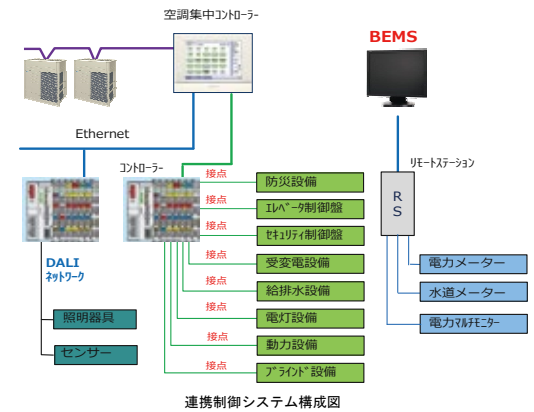 空調集中ｺﾝﾄﾛｰﾗｰ
BEMS
Ethernet
ｺﾝﾄﾛｰﾗｰ
ﾘﾓｰﾄｽﾃｰｼｮﾝ
接点
防災設備
接点
ｴﾚﾍﾞｰﾀ制御盤
接点
ｾｷｭﾘﾃｨ制御盤
接点
受変電設備
接点
給排水設備
接点
電灯設備
接点
動力設備
接点
ﾌﾞﾗｲﾝﾄﾞ設備
R
S
電力メーター
水道メーター
電力ﾏﾙﾁﾓﾆﾀｰ
DALI
ﾈｯﾄﾜｰｸ
照明器具
センサー
連携制御システム構成図